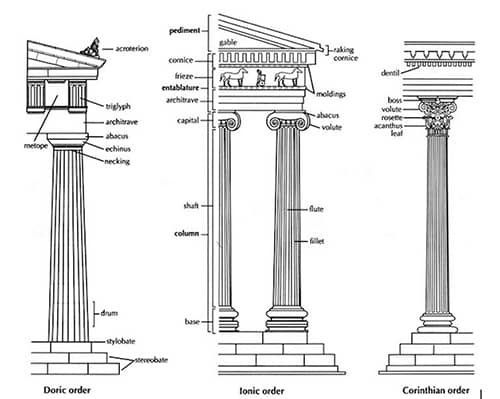 acroterion
triglyph
metope
architrave
abacus
echinus
necking
drum
stylobate
stereobate
Doric order
pediment
gable
raking
cornice
cornice
frieze
moldings
entablature
architrave
capital
abacus
volute
shaft
flute
column
fillet
base
Ionic order
dentil
boss
volute
rosette
acanthus
leaf
Corinthian order